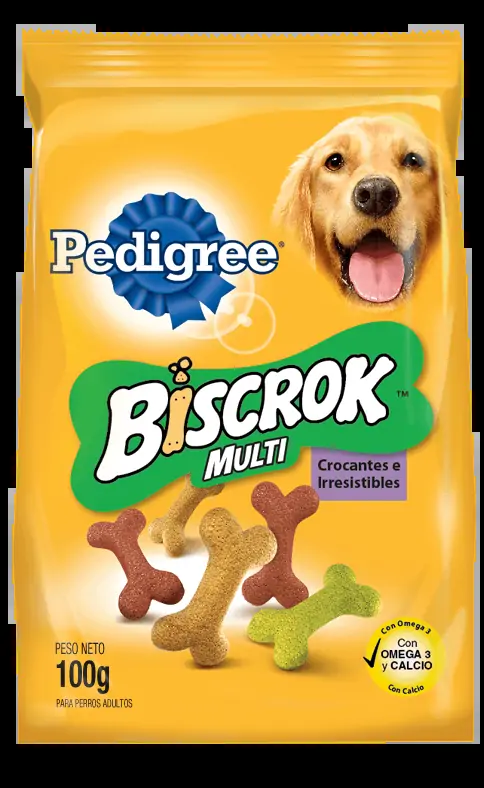 Pedigree®
BISCROK™
MULTI
Crocantes e
Irresistibles
PESO NETO
100g
PARA PERROS ADULTOS
Con Omega 3
Con
OMEGA 3
y CALCIO
Con Calcio